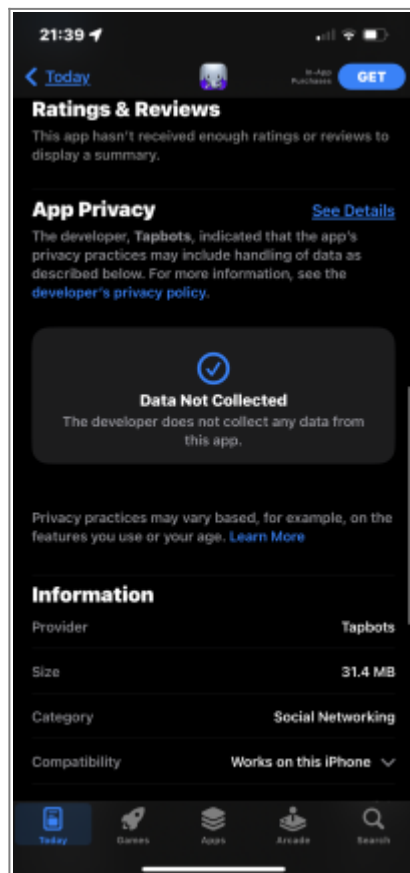 21:39
Today
In-App
Purchases
GET
Ratings & Reviews
This app hasn't received enough ratings or reviews to
display a summary.
App Privacy
See Details
The developer, Tapbots, indicated that the app's
privacy practices may include handling of data as
described below. For more information, see the
developer's privacy policy.
Data Not Collected
The developer does not collect any data from
this app.
Privacy practices may vary based, for example, on the
features you use or your age. Learn More
Information
Provider
Tapbots
Size
31.4 MB
Category
Social Networking
Compatibility
Works on this iPhone
Today
Games
Apps
Arcade
Search